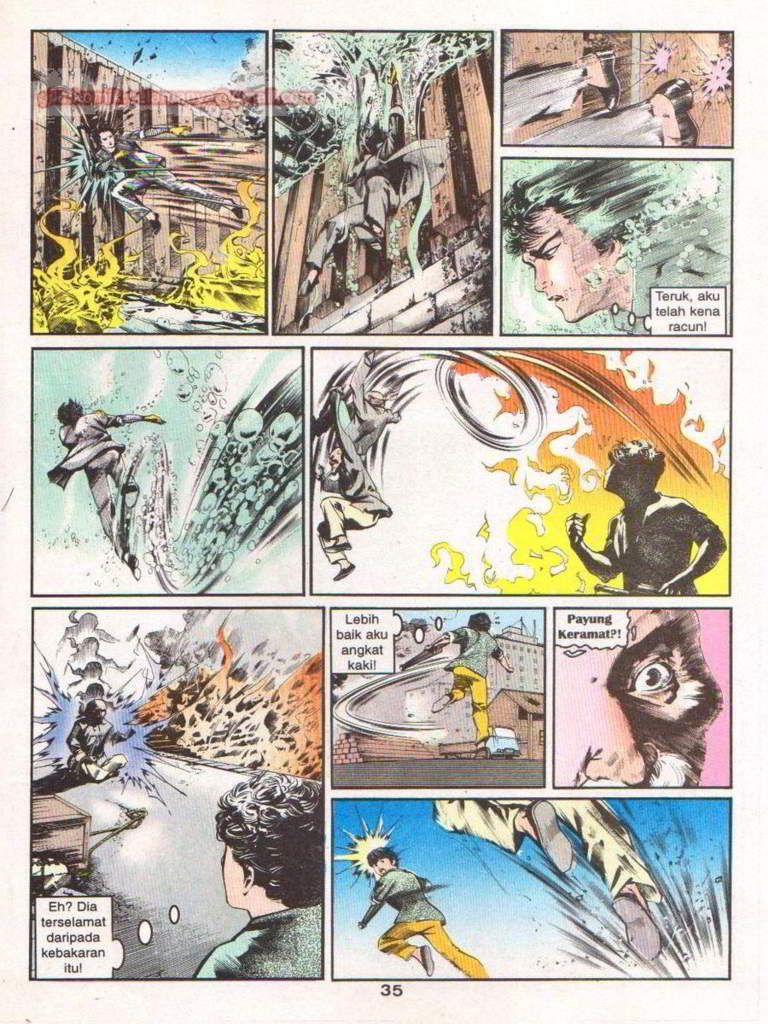 Teruk, aku
telah kena
racun!
Eh? Dia
terselamat
daripada
kebakaran
itu!
Lebih
baik aku
angkat
kaki!
Payung
Keramat?!
35